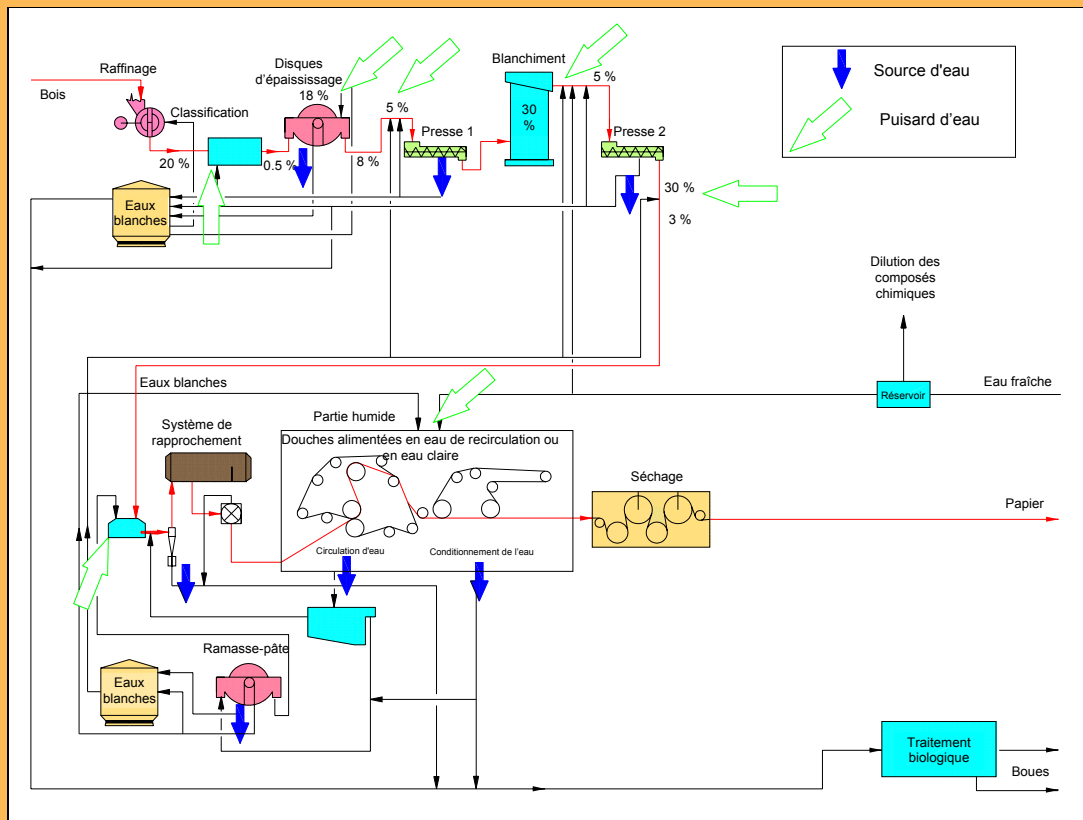 Raffinage
Bois
Classification
Disques
d'épaississage
18 %
5 %
Blanchiment
5 %
30
%
Presse 1
Presse 2
20 %
0.5 %
8 %
30 %
3 %
Eaux
blanches
Source d'eau
Puisard d'eau
Dilution des
composés
chimiques
Réservoir
Eau fraîche
Eaux blanches
Système de
rapprochement
Partie humide
Douches alimentées en eau de recirculation ou
en eau claire
Circulation d'eau
Conditionnement de l'eau
Séchage
Papier
Ramasse-pâte
Eaux
blanches
Traitement
biologique
Boues